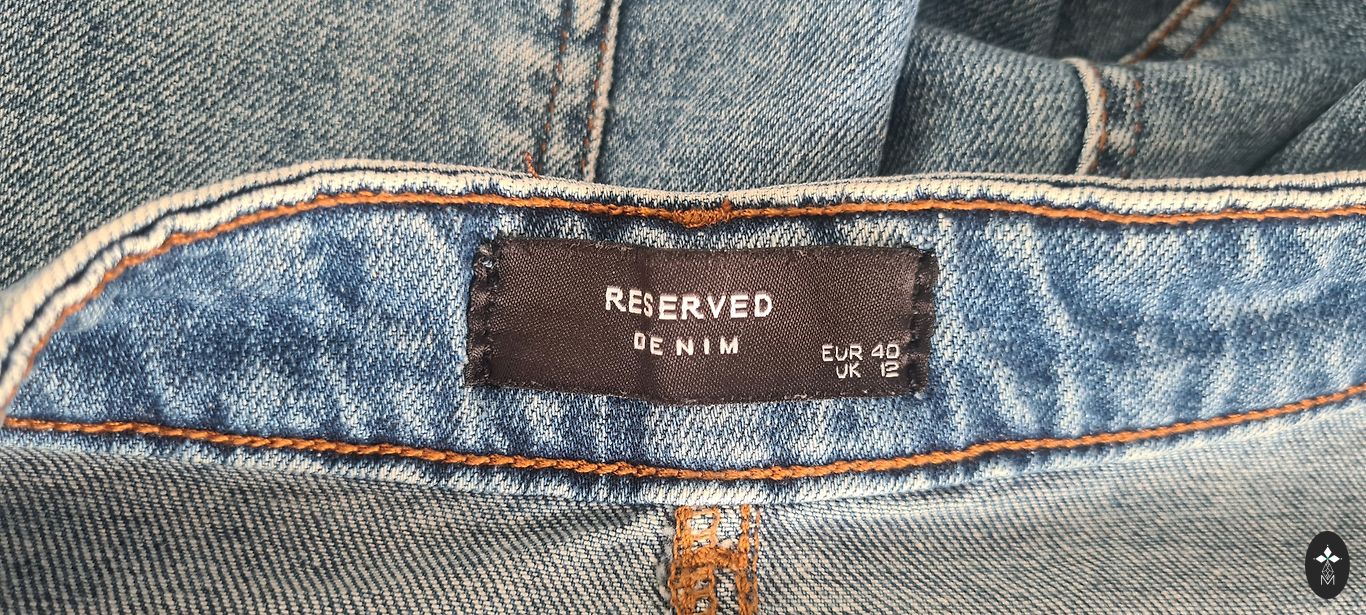 RESERVED
DENIM
EUR 40
UK 12
M